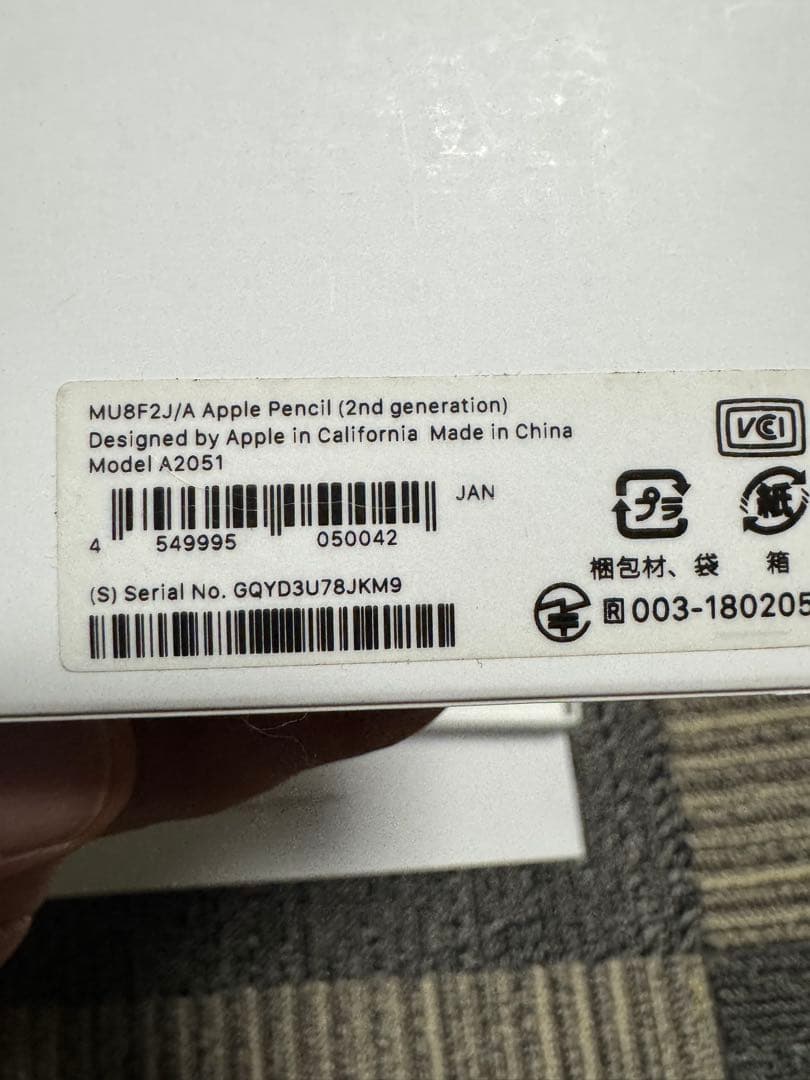 MU8F2J/A Apple Pencil (2nd generation)
Designed by Apple in California Made in China
Model A2051
JAN
4 549995 050042
(S) Serial No. GQYD3U78JKM9
VCI
プラ
紙
梱包材、袋
箱
R 003-180205